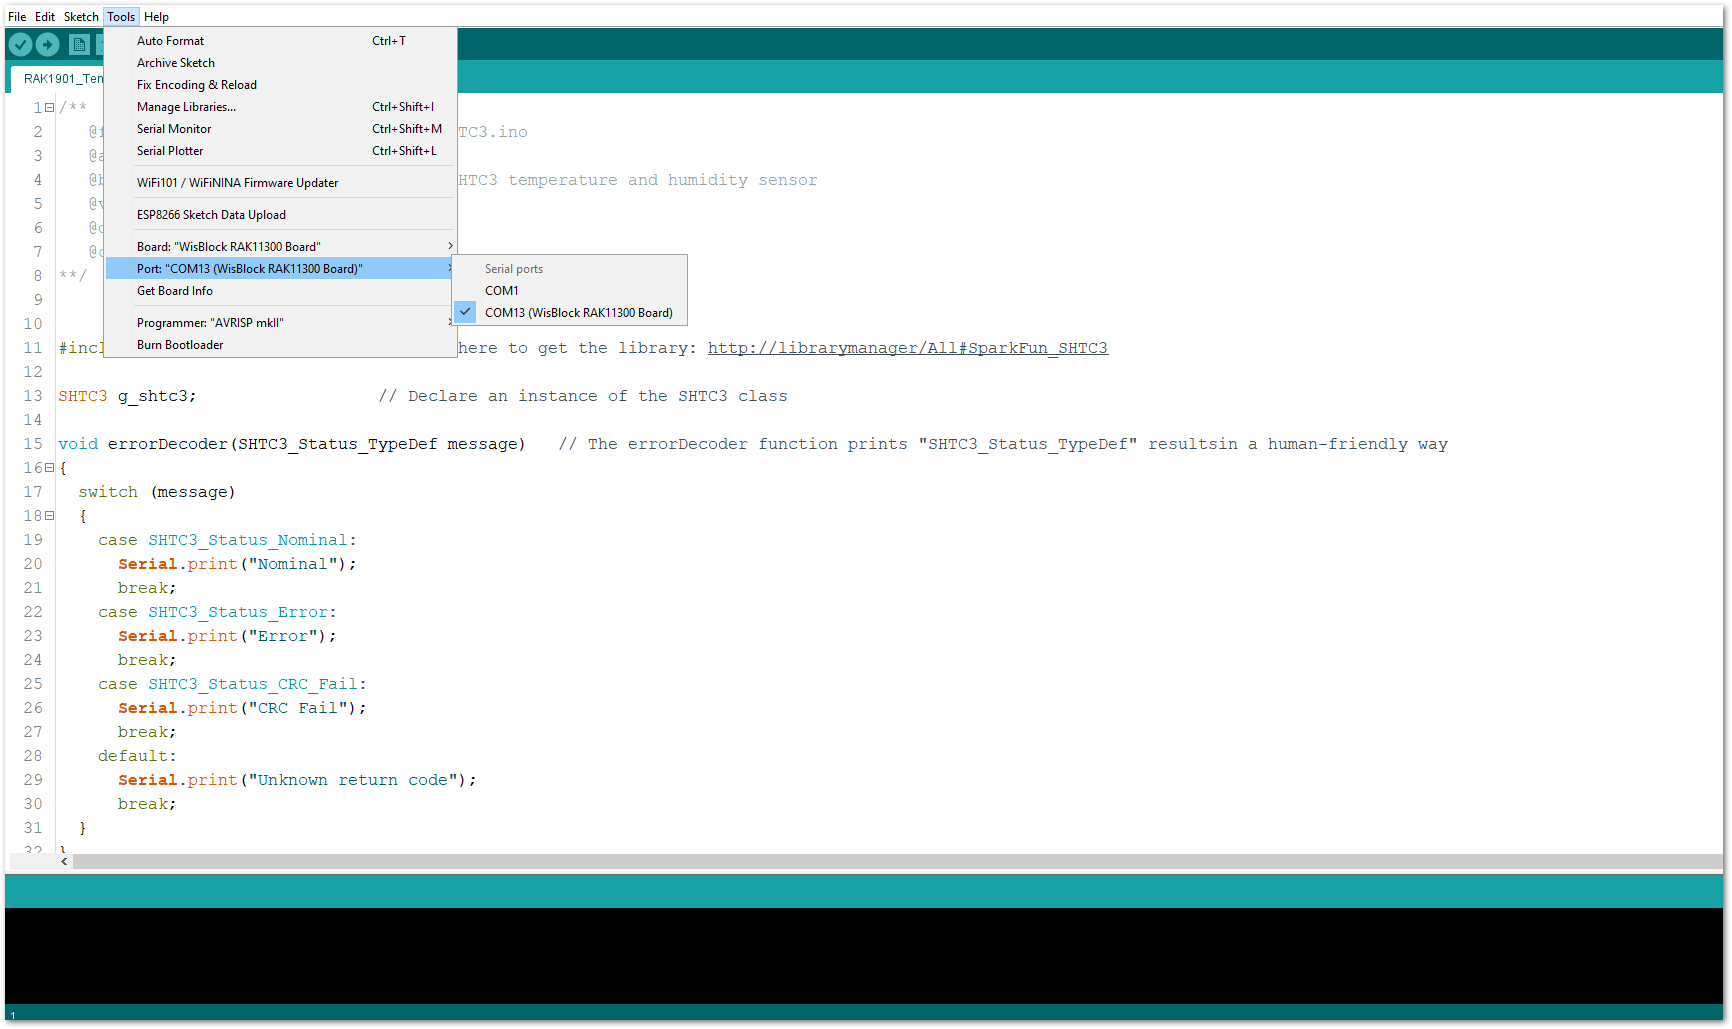 File Edit Sketch Tools Help
RAK1901_Tem
Auto Format Ctrl+T
Archive Sketch
Fix Encoding & Reload
Manage Libraries... Ctrl+Shift+I
Serial Monitor Ctrl+Shift+M
Serial Plotter Ctrl+Shift+L
WiFi101 / WiFiNINA Firmware Updater
ESP8266 Sketch Data Upload
Board: "WisBlock RAK11300 Board"
Port: "COM13 (WisBlock RAK11300 Board)"
Get Board Info
Programmer: "AVRISP mkII"
Burn Bootloader
Serial ports
COM1
COM13 (WisBlock RAK11300 Board)
1 /**
2 TC3.ino
3 @a
4 @b HTC3 temperature and humidity sensor
5 @v
6
7
8 **/
9
10
11 #incl here to get the library: http://librarymanager/All#SparkFun_SHTC3
12
13 SHTC3 g_shtc3; // Declare an instance of the SHTC3 class
14
15 void errorDecoder(SHTC3_Status_TypeDef message) // The errorDecoder function prints "SHTC3_Status_TypeDef" resultsin a human-friendly way
16 {
17 switch (message)
18 {
19 case SHTC3_Status_Nominal:
20 Serial.print("Nominal");
21 break;
22 case SHTC3_Status_Error:
23 Serial.print("Error");
24 break;
25 case SHTC3_Status_CRC_Fail:
26 Serial.print("CRC Fail");
27 break;
28 default:
29 Serial.print("Unknown return code");
30 break;
31 }
32 }
1